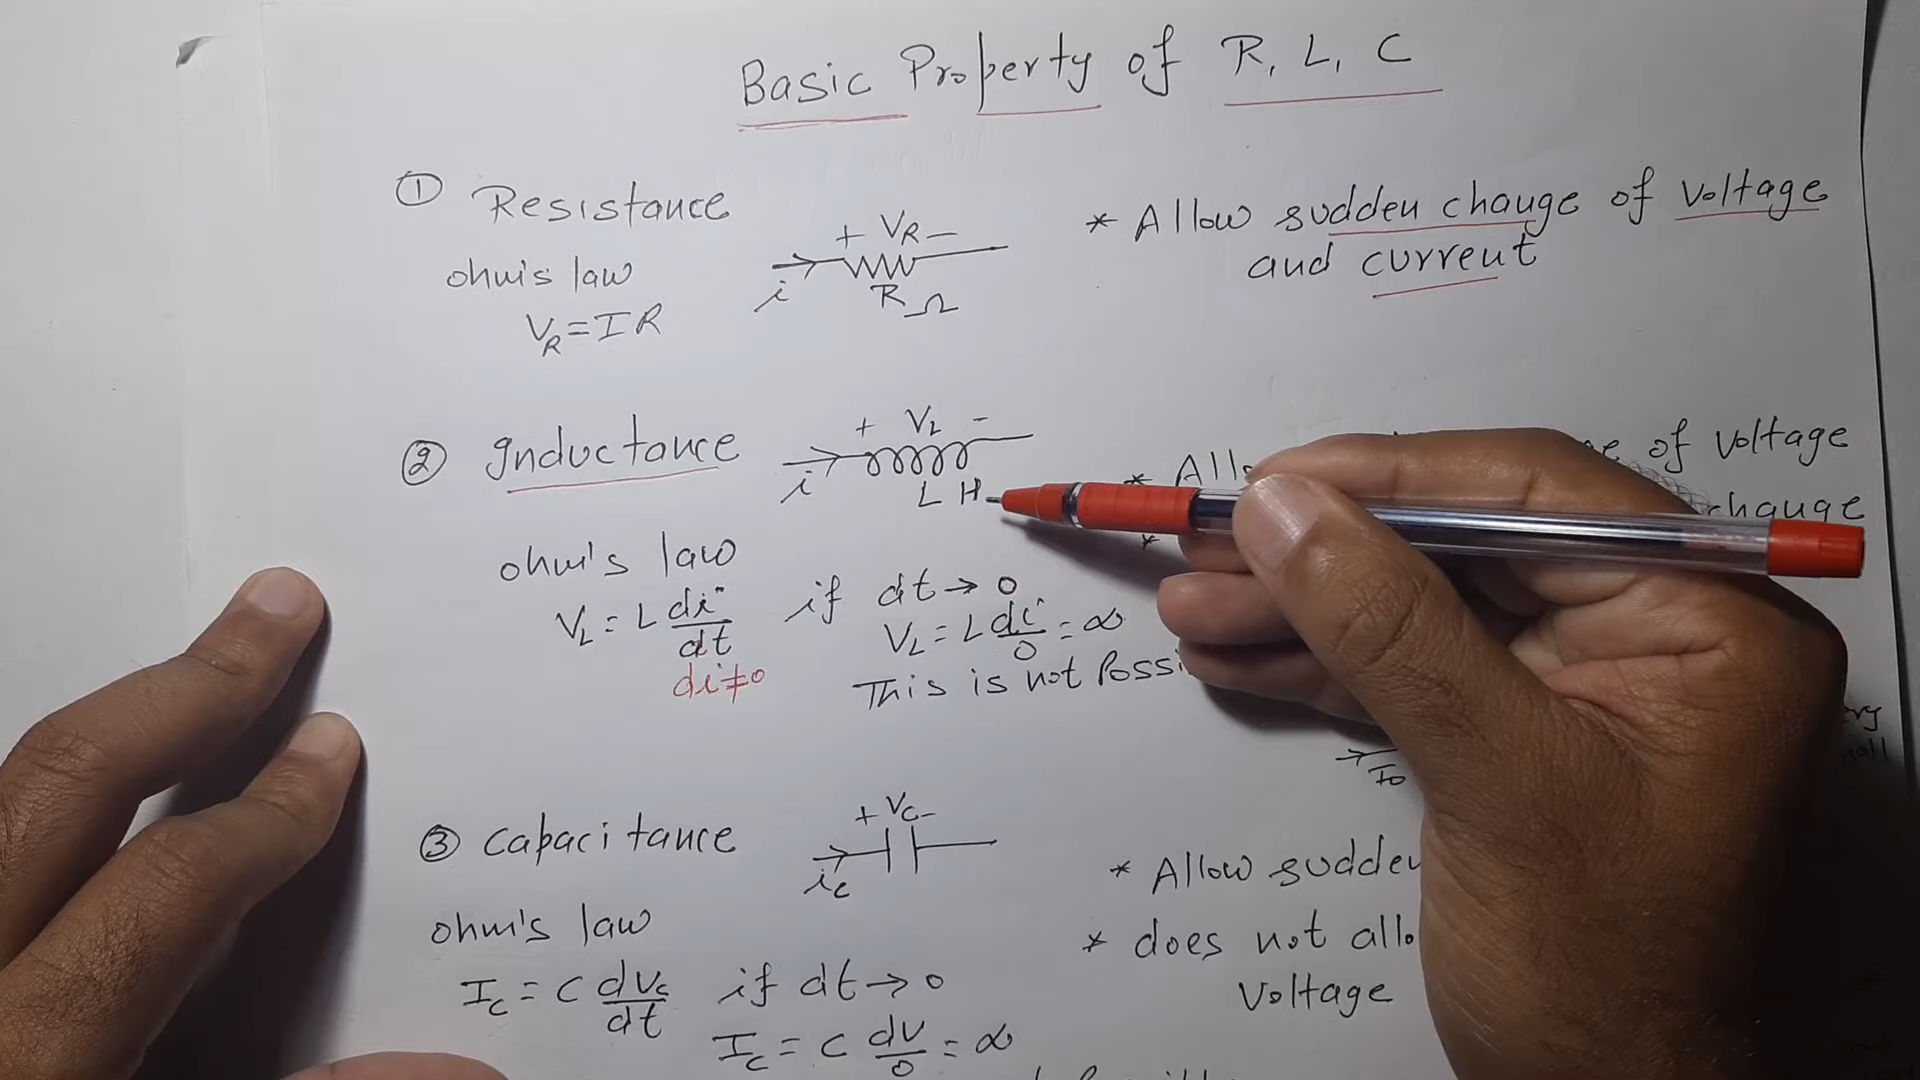 Basic Property of R, L, C
① Resistance
+ VR −
i
R Ω
* Allow sudden change of voltage
and current
ohm's law
VR = IR
② Inductance
+ VL −
i
L H
of voltage
change
*
ohm's law
VL = L di/dt
di≠0
if dt → 0
VL = L di/0 = ∞
This is not
I0
③ Capacitance
+ VC −
iC
* Allow sudden
* does not
voltage
ohm's law
IC = C dVC/dt
if dt → 0
IC = C dV/0 = ∞